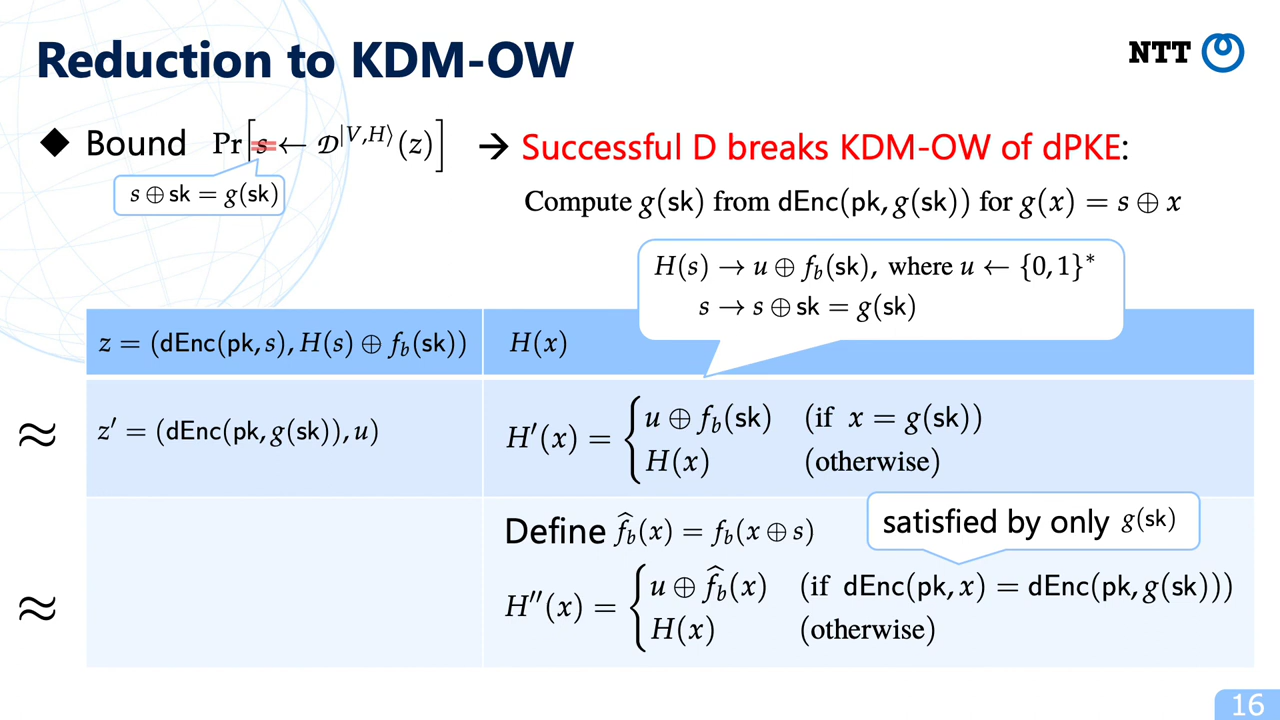 Reduction to KDM-OW
NTT
◆ Bound Pr[s ← 𝒟^{|V,H⟩}(z)] → Successful D breaks KDM-OW of dPKE:
s ⊕ sk = g(sk)
Compute g(sk) from dEnc(pk, g(sk)) for g(x) = s ⊕ x
H(s) → u ⊕ f_b(sk), where u ← {0,1}*
s → s ⊕ sk = g(sk)
z = (dEnc(pk, s), H(s) ⊕ f_b(sk)) H(x)
≈ z′ = (dEnc(pk, g(sk)), u) H′(x) = { u ⊕ f_b(sk) (if x = g(sk))
H(x) (otherwise)
Define f̂_b(x) = f_b(x ⊕ s)
satisfied by only g(sk)
≈ H″(x) = { u ⊕ f̂_b(x) (if dEnc(pk, x) = dEnc(pk, g(sk)))
H(x) (otherwise)
16